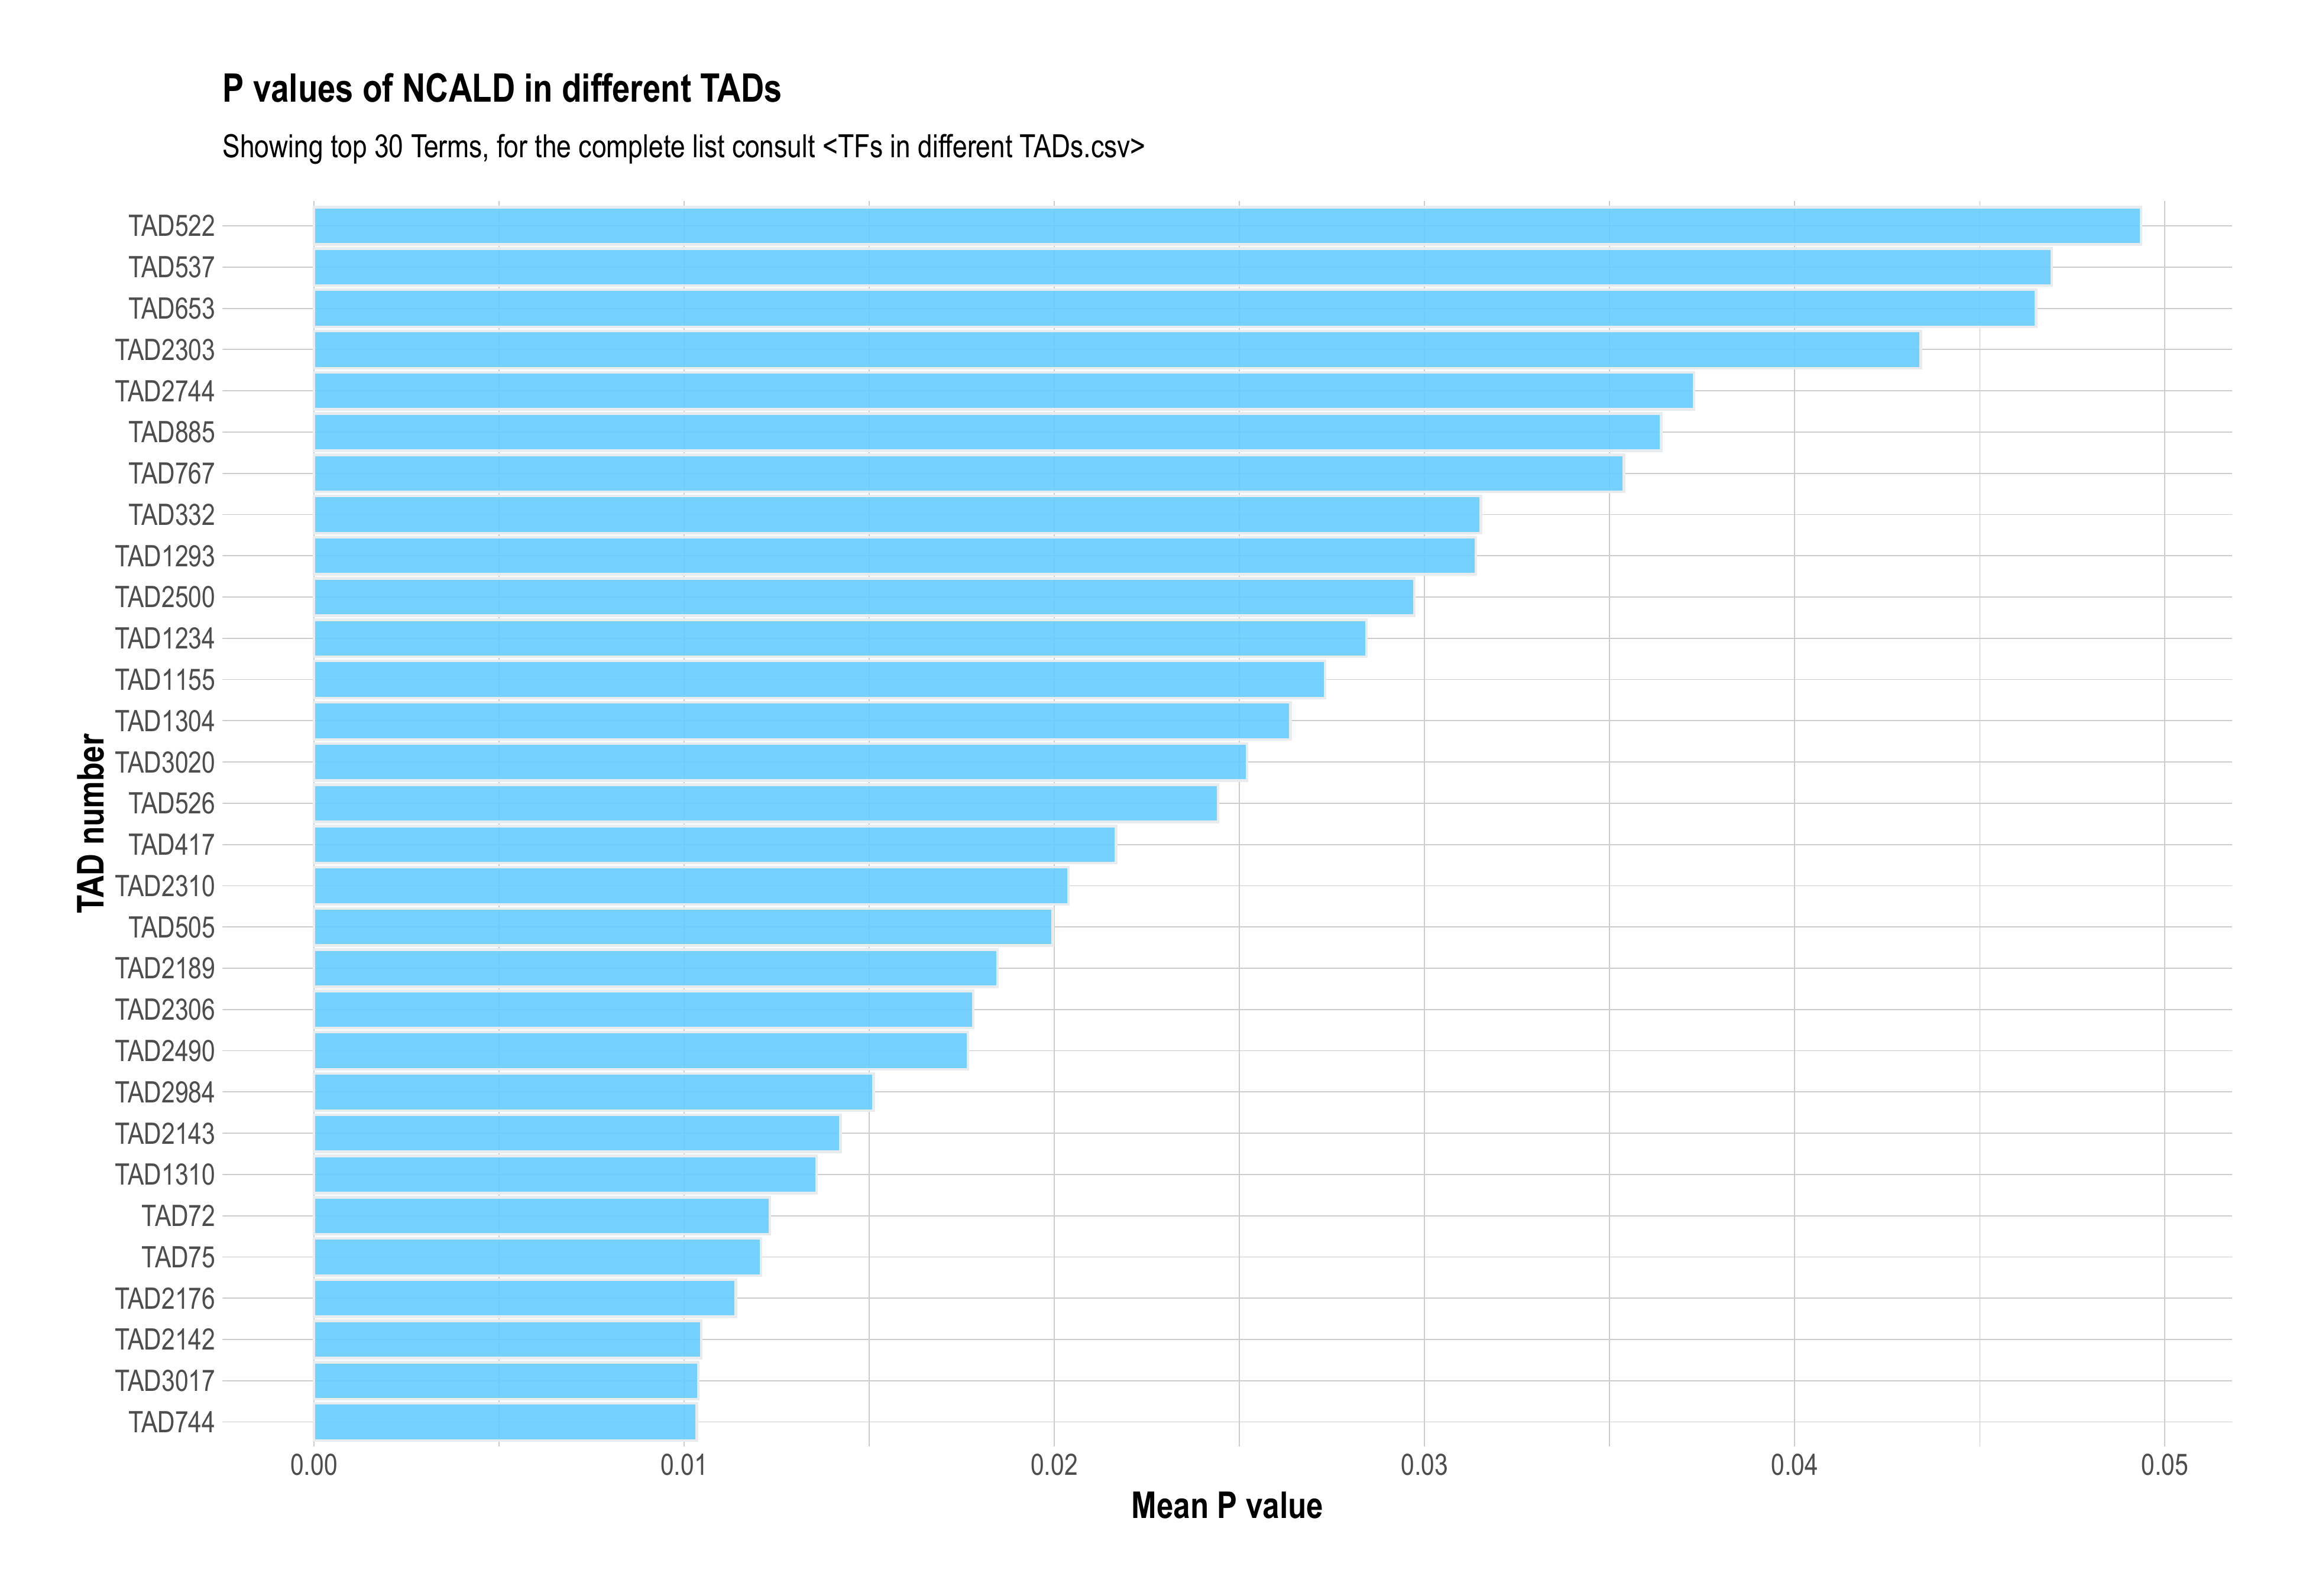 P values of NCALD in different TADs
Showing top 30 Terms, for the complete list consult <TFs in different TADs.csv>
TAD number
TAD522
TAD537
TAD653
TAD2303
TAD2744
TAD885
TAD767
TAD332
TAD1293
TAD2500
TAD1234
TAD1155
TAD1304
TAD3020
TAD526
TAD417
TAD2310
TAD505
TAD2189
TAD2306
TAD2490
TAD2984
TAD2143
TAD1310
TAD72
TAD75
TAD2176
TAD2142
TAD3017
TAD744
0.00 0.01 0.02 0.03 0.04 0.05
Mean P value